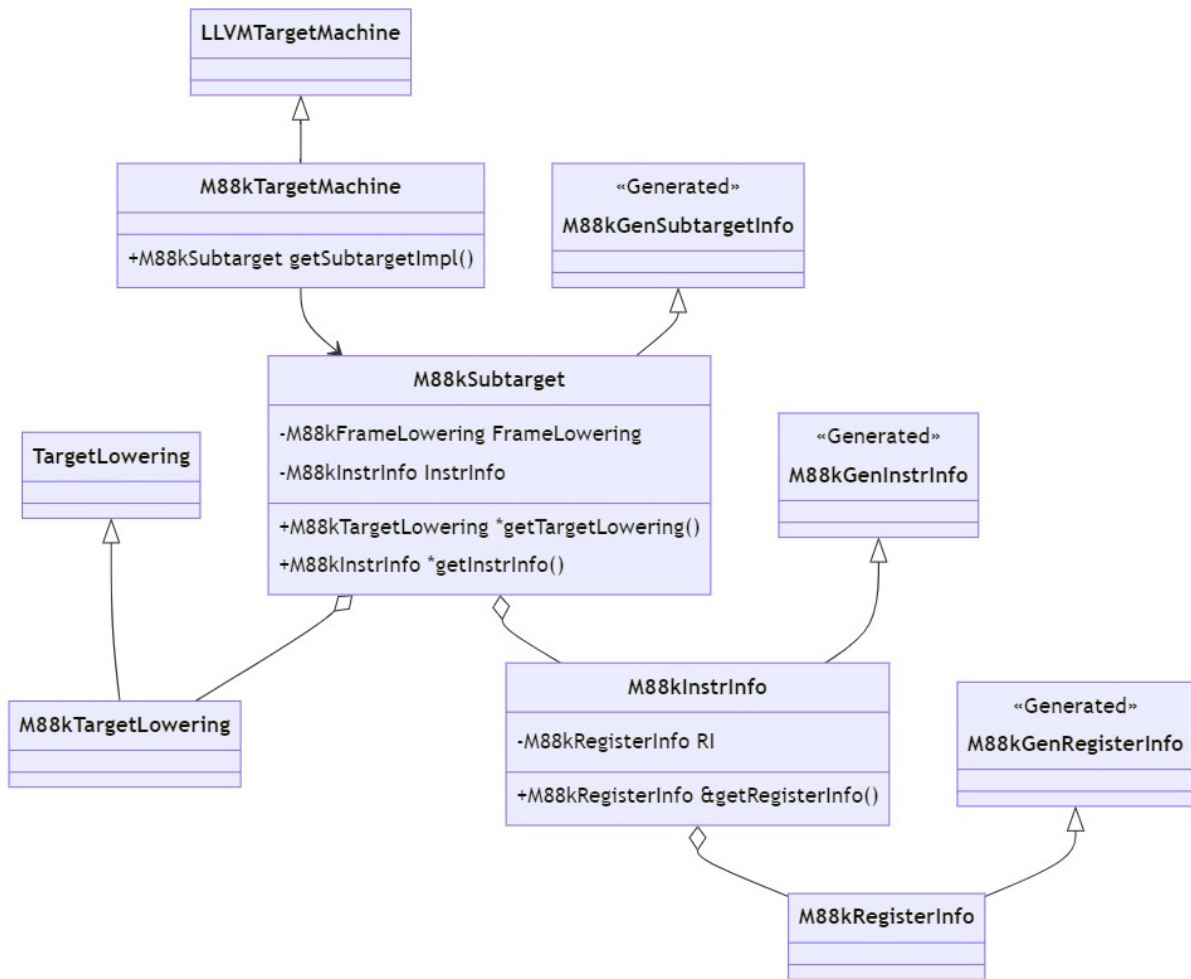 LLVMTargetMachine
M88kTargetMachine
+M88kSubtarget getSubtargetImpl()
«Generated»
M88kGenSubtargetInfo
M88kSubtarget
-M88kFrameLowering FrameLowering
-M88kInstrInfo InstrInfo
+M88kTargetLowering *getTargetLowering()
+M88kInstrInfo *getInstrInfo()
TargetLowering
«Generated»
M88kGenInstrInfo
M88kTargetLowering
M88kInstrInfo
-M88kRegisterInfo RI
+M88kRegisterInfo &getRegisterInfo()
«Generated»
M88kGenRegisterInfo
M88kRegisterInfo